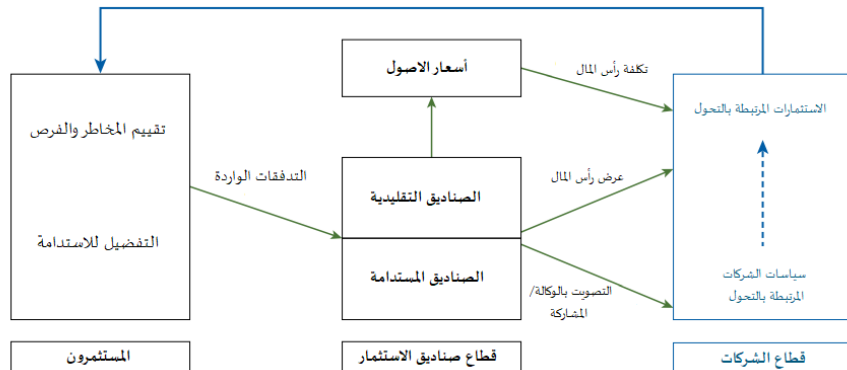 أسعار الاصول
تكلفة رأس المال
الاستثمارات المرتبطة بالتحول
تقييم المخاطر والفرص
التدفقات الواردة
الصناديق التقليدية
عرض رأس المال
التفضيل للاستدامة
الصناديق المستدامة
التصويت بالوكالة/
المشاركة
سياسات الشركات
المرتبطة بالتحول
المستثمرون
قطاع صناديق الاستثمار
قطاع الشركات